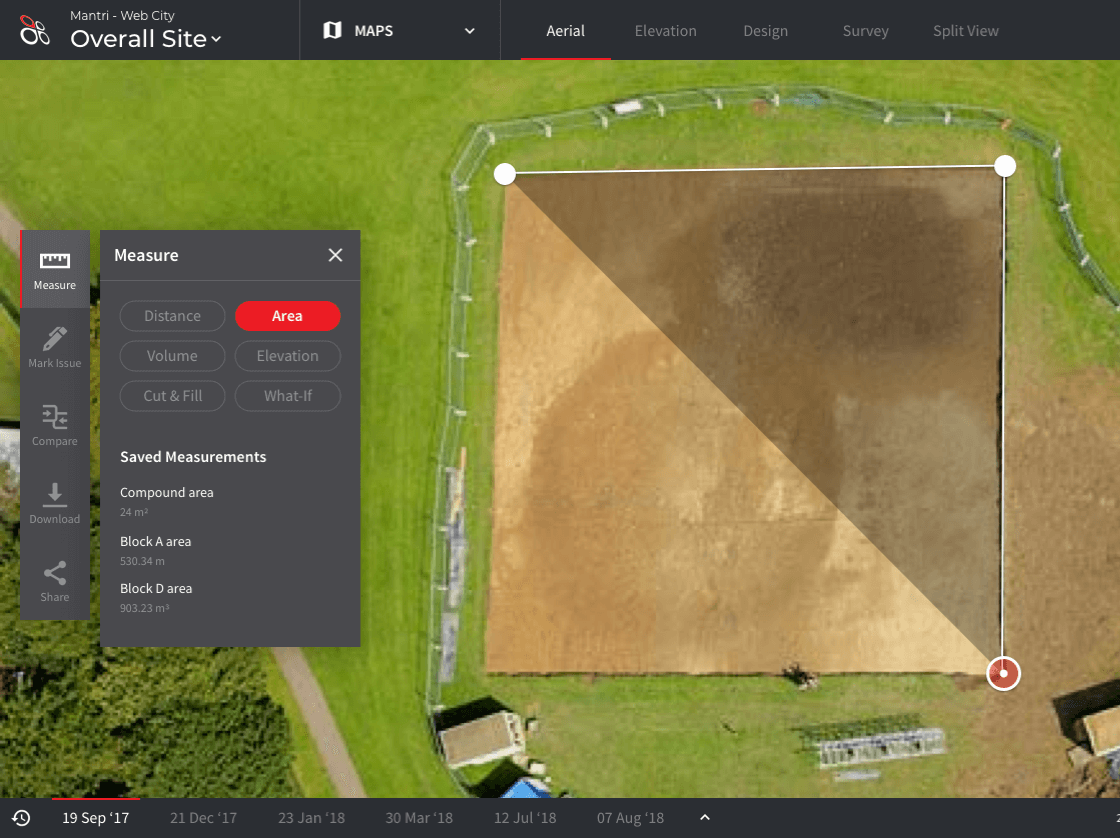 Mantri - Web City
Overall Site
MAPS
Aerial
Elevation
Design
Survey
Split View
Measure
Mark Issue
Compare
Download
Share
Measure
Distance
Area
Volume
Elevation
Cut & Fill
What-If
Saved Measurements
Compound area
24 m²
Block A area
530.34 m
Block D area
903.23 m³
19 Sep ‘17
21 Dec ‘17
23 Jan ‘18
30 Mar ‘18
12 Jul ‘18
07 Aug ‘18